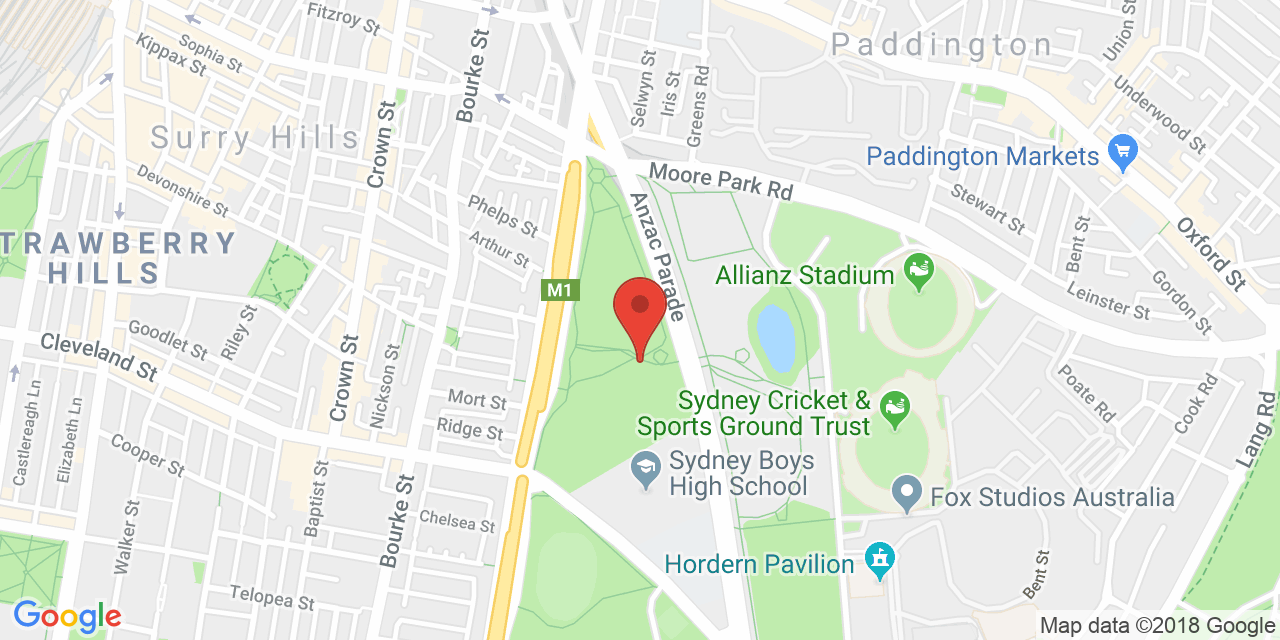 Fitzroy St
Sophia St
Kippax St
Bourke St
Selwyn St
Iris St
Greens Rd
Paddington
Union St
Underwood St
Surry Hills
Crown St
Paddington Markets
Devonshire St
Moore Park Rd
Stewart St
Phelps St
Arthur St
Anzac Parade
Bent St
Oxford St
TRAWBERRY
HILLS
M1
Allianz Stadium
Leinster St
Gordon St
Goodlet St
Riley St
Cleveland St
Crown St
Nickson St
Mort St
Ridge St
Sydney Cricket &
Sports Ground Trust
Poate Rd
Cook Rd
Lang Rd
Castlereagh Ln
Elizabeth Ln
Cooper St
Baptist St
Bourke St
Sydney Boys
High School
Fox Studios Australia
Walker St
Chelsea St
Hordern Pavilion
Bent St
Telopea St
Google
Map data ©2018 Google